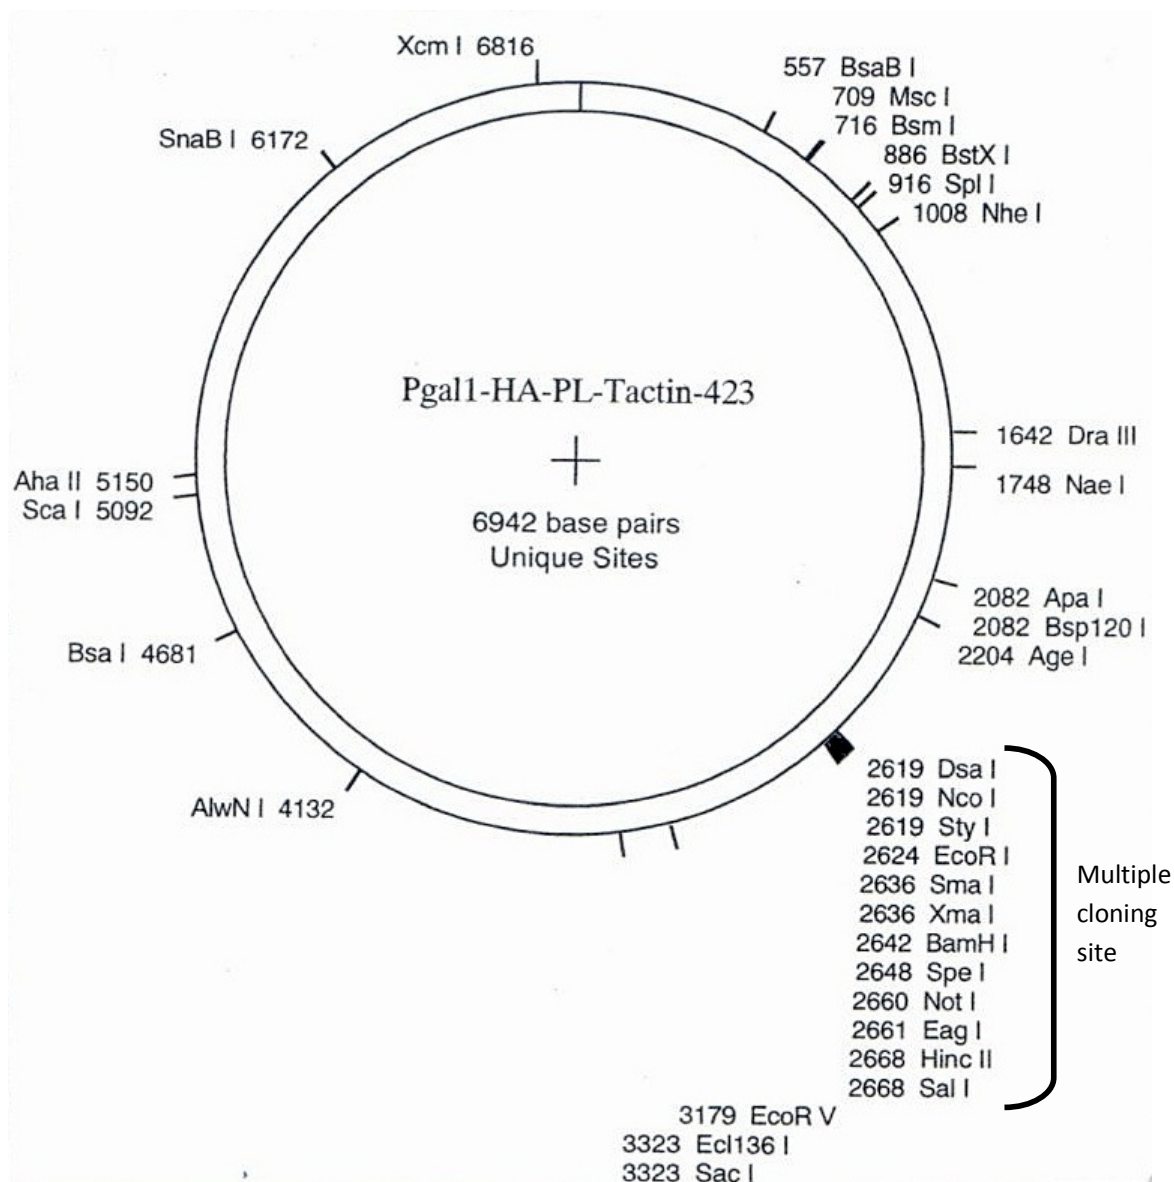 Xcm I 6816
557 BsaB I
709 Msc I
716 Bsm I
886 BstX I
916 Spl I
1008 Nhe I
SnaB I 6172
Pgal1-HA-PL-Tactin-423
6942 base pairs
Unique Sites
1642 Dra III
1748 Nae I
Aha II 5150
Sca I 5092
2082 Apa I
2082 Bsp120 I
2204 Age I
Bsa I 4681
AlwN I 4132
2619 Dsa I
2619 Nco I
2619 Sty I
2624 EcoR I
2636 Sma I
2636 Xma I
2642 BamH I
2648 Spe I
2660 Not I
2661 Eag I
2668 Hinc II
2668 Sal I
Multiple
cloning
site
3179 EcoR V
3323 Ecl136 I
3323 Sac I